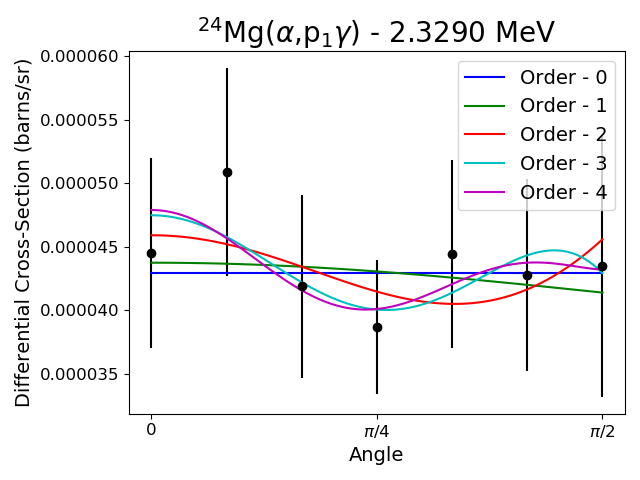 ²⁴Mg(α,p₁γ) - 2.3290 MeV
Differential Cross-Section (barns/sr)
0.000060
0.000055
0.000050
0.000045
0.000040
0.000035
Order - 0
Order - 1
Order - 2
Order - 3
Order - 4
0
π/4
π/2
Angle